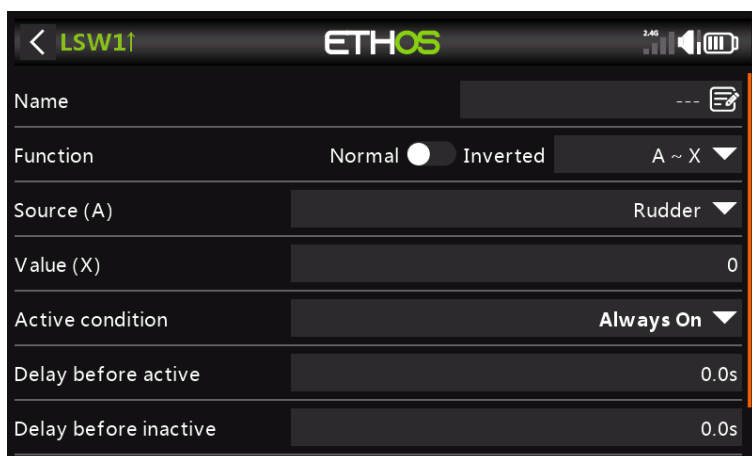 LSW1↑ ETHOS 2.4G
Name ---
Function Normal Inverted A ~ X
Source (A) Rudder
Value (X) 0
Active condition Always On
Delay before active 0.0s
Delay before inactive 0.0s